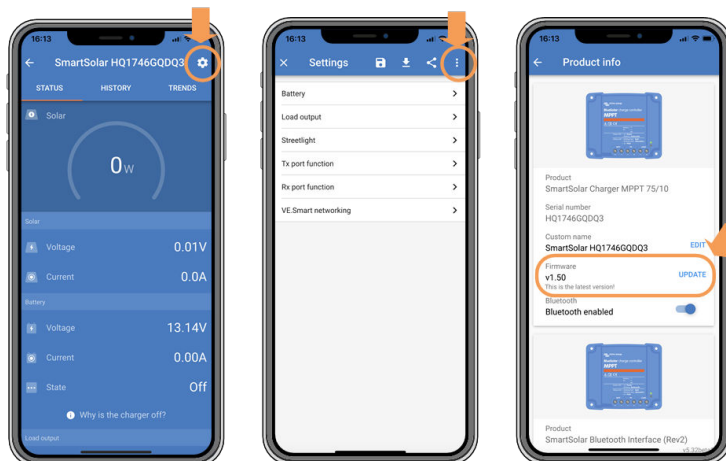 16:13
SmartSolar HQ1746GQDQ3
STATUS
HISTORY
TRENDS
Solar
0W
Solar
Voltage
0.01V
Current
0.0A
Battery
Voltage
13.14V
Current
0.00A
State
Off
Why is the charger off?
Load output
16:13
Settings
Battery
Load output
Streetlight
Tx port function
Rx port function
VE.Smart networking
16:13
Product info
MPPT
Product
SmartSolar Charger MPPT 75/10
Serial number
HQ1746GQDQ3
Custom name
SmartSolar HQ1746GQDQ3
EDIT
Firmware
v1.50
UPDATE
This is the latest version!
Bluetooth
Bluetooth enabled
MPPT
Product
SmartSolar Bluetooth Interface (Rev2)